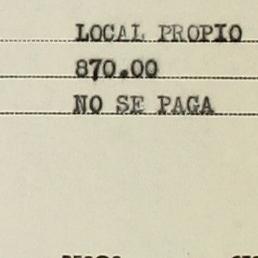 LOCAL PROPIO
870.00
NO SE PAGA